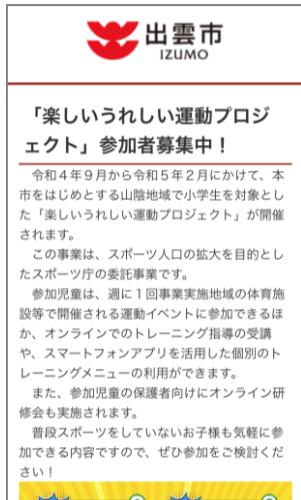 出雲市
IZUMO
「楽しいうれしい運動プロジ
ェクト」参加者募集中！
令和４年９月から令和５年２月にかけて、本
市をはじめとする山陰地域で小学生を対象とし
た「楽しいうれしい運動プロジェクト」が開催
されます。
この事業は、スポーツ人口の拡大を目的とし
たスポーツ庁の委託事業です。
参加児童は、週に１回事業実施地域の体育施
設等で開催される運動イベントに参加できるほ
か、オンラインでのトレーニング指導の受講
や、スマートフォンアプリを活用した個別のト
レーニングメニューの利用ができます。
また、参加児童の保護者向けにオンライン研
修会も実施されます。
普段スポーツをしていないお子様も気軽に参
加できる内容ですので、ぜひ参加をご検討くだ
さい！